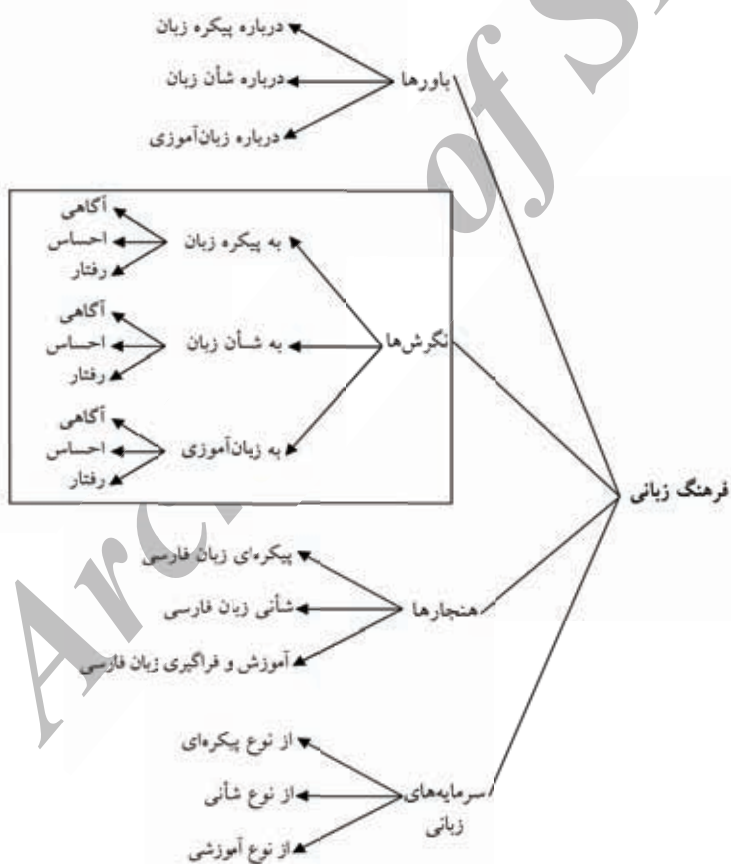 فرهنگ زبانی
باورها
درباره پیکره زبان
درباره شأن زبان
درباره زبان‌آموزی
نگرش‌ها
به پیکره زبان
آگاهی
احساس
رفتار
به شأن زبان
آگاهی
احساس
رفتار
به زبان‌آموزی
آگاهی
احساس
رفتار
هنجارها
پیکره‌ای زبان فارسی
شأنی زبان فارسی
آموزش و فراگیری زبان فارسی
سرمایه‌های
زبانی
از نوع پیکره‌ای
از نوع شأنی
از نوع آموزشی
of